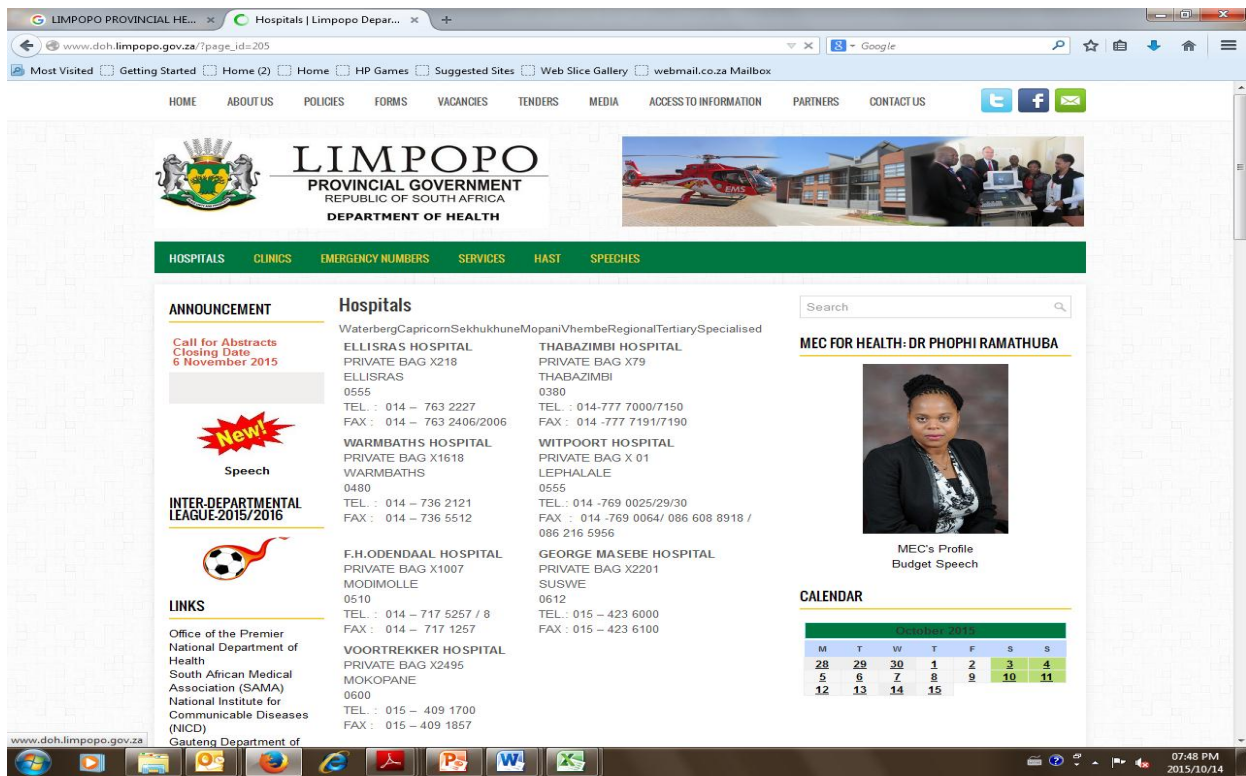 LIMPOPO PROVINCIAL HE... ×
Hospitals | Limpopo Depar... × +
www.doh.limpopo.gov.za/?page_id=205
Google
Most Visited Getting Started Home (2) Home HP Games Suggested Sites Web Slice Gallery webmail.co.za Mailbox
HOME ABOUT US POLICIES FORMS VACANCIES TENDERS MEDIA ACCESS TO INFORMATION PARTNERS CONTACT US
LIMPOPO
PROVINCIAL GOVERNMENT
REPUBLIC OF SOUTH AFRICA
DEPARTMENT OF HEALTH
EMS
HOSPITALS CLINICS EMERGENCY NUMBERS SERVICES HAST SPEECHES
ANNOUNCEMENT
Call for Abstracts
Closing Date
6 November 2015
New!
Speech
INTER-DEPARTMENTAL
LEAGUE-2015/2016
LINKS
Office of the Premier
National Department of
Health
South African Medical
Association (SAMA)
National Institute for
Communicable Diseases
(NICD)
Gauteng Department of
Hospitals
WaterbergCapricornSekhukhuneMopaniVhembeRegionalTertiarySpecialised
ELLISRAS HOSPITAL
PRIVATE BAG X218
ELLISRAS
0555
TEL. : 014 – 763 2227
FAX : 014 – 763 2406/2006
THABAZIMBI HOSPITAL
PRIVATE BAG X79
THABAZIMBI
0380
TEL. : 014-777 7000/7150
FAX : 014 -777 7191/7190
WARMBATHS HOSPITAL
PRIVATE BAG X1618
WARMBATHS
0480
TEL. : 014 – 736 2121
FAX : 014 – 736 5512
WITPOORT HOSPITAL
PRIVATE BAG X 01
LEPHALALE
0555
TEL.: 014 -769 0025/29/30
FAX : 014 -769 0064/ 086 608 8918 /
086 216 5956
F.H.ODENDAAL HOSPITAL
PRIVATE BAG X1007
MODIMOLLE
0510
TEL. : 014 – 717 5257 / 8
FAX : 014 – 717 1257
GEORGE MASEBE HOSPITAL
PRIVATE BAG X2201
SUSWE
0612
TEL.: 015 – 423 6000
FAX : 015 – 423 6100
VOORTREKKER HOSPITAL
PRIVATE BAG X2495
MOKOPANE
0600
TEL. : 015 – 409 1700
FAX : 015 – 409 1857
Search
MEC FOR HEALTH: DR PHOPHI RAMATHUBA
MEC's Profile
Budget Speech
CALENDAR
October 2015
M T W T F S S
28 29 30 1 2 3 4
5 6 7 8 9 10 11
12 13 14 15
www.doh.limpopo.gov.za
07:48 PM
2015/10/14